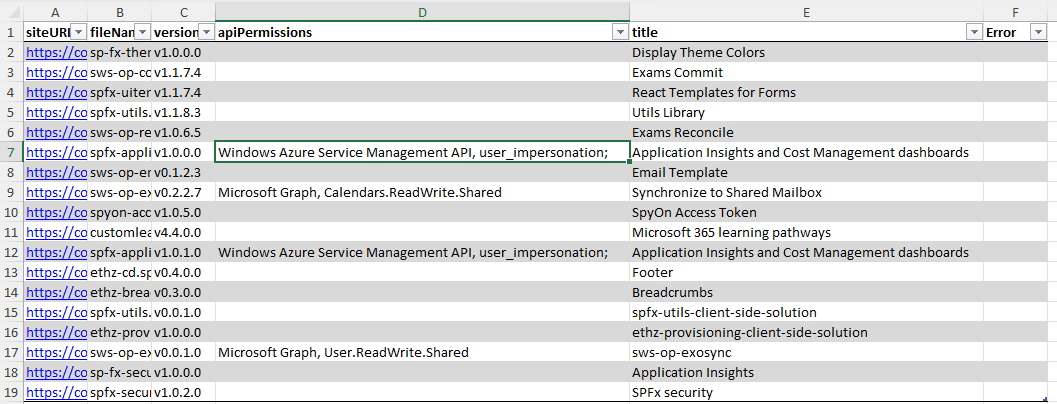 A B C D E F
1 siteURL fileNam version apiPermissions title Error
2 https://co sp-fx-ther v1.0.0.0 Display Theme Colors
3 https://co sws-op-cc v1.1.7.4 Exams Commit
4 https://co spfx-uiter v1.1.7.4 React Templates for Forms
5 https://co spfx-utils. v1.1.8.3 Utils Library
6 https://co sws-op-re v1.0.6.5 Exams Reconcile
7 https://co spfx-appli v1.0.0.0 Windows Azure Service Management API, user_impersonation; Application Insights and Cost Management dashboards
8 https://co sws-op-er v0.1.2.3 Email Template
9 https://co sws-op-ex v0.2.2.7 Microsoft Graph, Calendars.ReadWrite.Shared Synchronize to Shared Mailbox
10 https://co spyon-acc v1.0.5.0 SpyOn Access Token
11 https://co customlea v4.4.0.0 Microsoft 365 learning pathways
12 https://co spfx-appli v1.0.1.0 Windows Azure Service Management API, user_impersonation; Application Insights and Cost Management dashboards
13 https://co ethz-cd.sp v0.4.0.0 Footer
14 https://co ethz-brea v0.3.0.0 Breadcrumbs
15 https://co spfx-utils. v0.0.1.0 spfx-utils-client-side-solution
16 https://co ethz-prov v1.0.0.0 ethz-provisioning-client-side-solution
17 https://co sws-op-ex v0.0.1.0 Microsoft Graph, User.ReadWrite.Shared sws-op-exosync
18 https://co sp-fx-secu v1.0.0.0 Application Insights
19 https://co spfx-secur v1.0.2.0 SPFx security